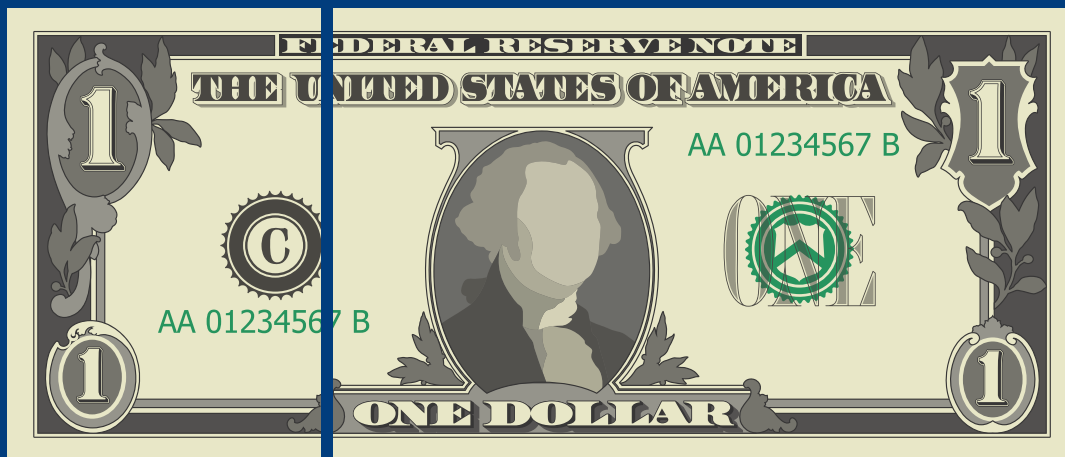 FEDERAL RESERVE NOTE
THE UNITED STATES OF AMERICA
1
1
AA 01234567 B
C
ONE
AA 01234567 B
1
1
ONE DOLLAR